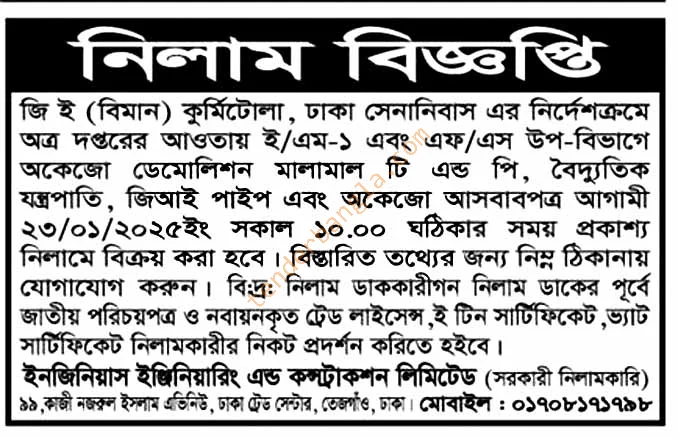 নিলাম বিজ্ঞপ্তি
জি ই (বিমান) কুর্মিটোলা, ঢাকা সেনানিবাস এর নির্দেশক্রমে
অত্র দপ্তরের আওতায় ই/এম-১ এবং এফ/এস উপ-বিভাগে
অকেজো ডেমোলিশন মালামাল টি এন্ড পি, বৈদ্যুতিক
যন্ত্রপাতি, জিআই পাইপ এবং অকেজো আসবাবপত্র আগামী
২৩/০১/২০২৫ইং সকাল ১০.০০ ঘঠিকার সময় প্রকাশ্য
নিলামে বিক্রয় করা হবে। বিস্তারিত তথ্যের জন্য নিম্ন ঠিকানায়
যোগাযোগ করুন। বি:দ্র: নিলাম ডাককারীগন নিলাম ডাকের পূর্বে
জাতীয় পরিচয়পত্র ও নবায়নকৃত ট্রেড লাইসেন্স,ই টিন সার্টিফিকেট,ভ্যাট
সার্টিফিকেট নিলামকারীর নিকট প্রদর্শন করিতে হইবে।
ইনজিনিয়াস ইঞ্জিনিয়ারিং এন্ড কন্সট্রাকশন লিমিটেড (সরকারী নিলামকারি)
৯৯,কাজী নজরুল ইসলাম এভিনিউ, ঢাকা ট্রেড সেন্টার, তেজগাঁও, ঢাকা। মোবাইল : ০১৭০৮১৭১৭৯৮
tenderbangla.com